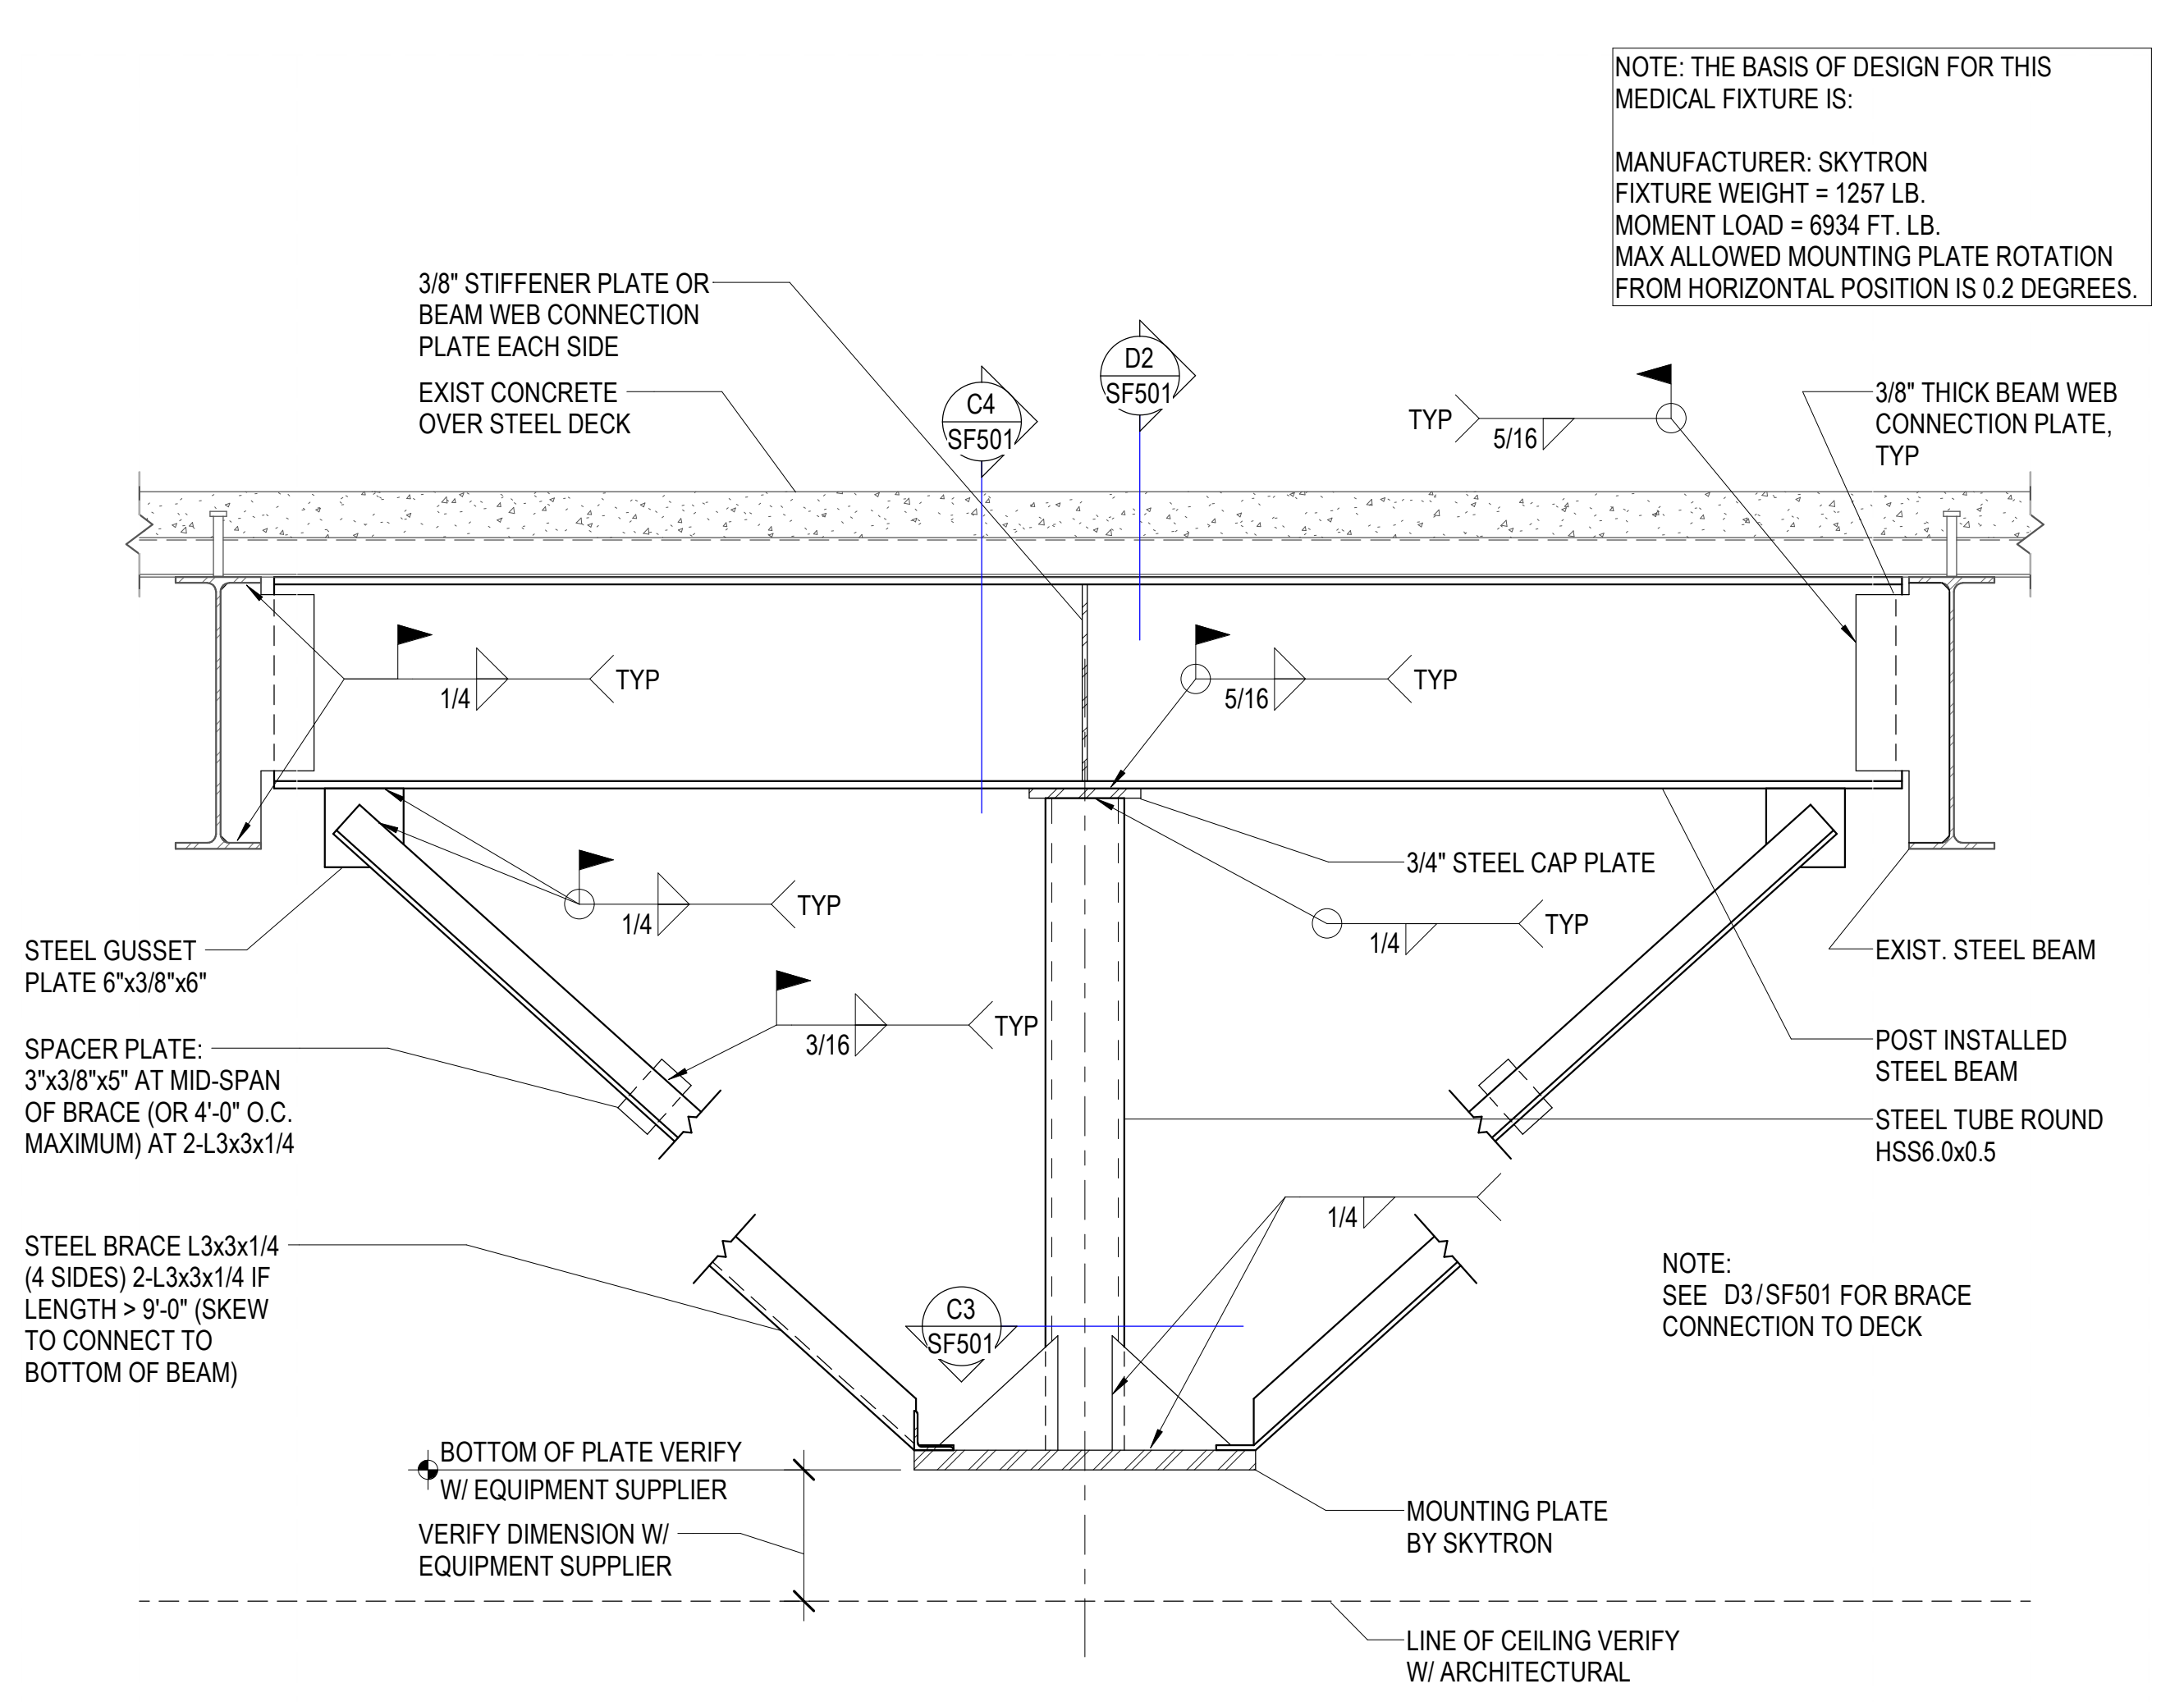 NOTE: THE BASIS OF DESIGN FOR THIS
MEDICAL FIXTURE IS:
MANUFACTURER: SKYTRON
FIXTURE WEIGHT = 1257 LB.
MOMENT LOAD = 6934 FT. LB.
MAX ALLOWED MOUNTING PLATE ROTATION
FROM HORIZONTAL POSITION IS 0.2 DEGREES.
3/8" STIFFENER PLATE OR
BEAM WEB CONNECTION
PLATE EACH SIDE
EXIST CONCRETE
OVER STEEL DECK
C4
SF501
D2
SF501
TYP
5/16
3/8" THICK BEAM WEB
CONNECTION PLATE,
TYP
1/4
TYP
5/16
TYP
1/4
TYP
3/4" STEEL CAP PLATE
1/4
TYP
STEEL GUSSET
PLATE 6"x3/8"x6"
EXIST. STEEL BEAM
3/16
TYP
SPACER PLATE:
3"x3/8"x5" AT MID-SPAN
OF BRACE (OR 4'-0" O.C.
MAXIMUM) AT 2-L3x3x1/4
POST INSTALLED
STEEL BEAM
STEEL TUBE ROUND
HSS6.0x0.5
1/4
STEEL BRACE L3x3x1/4
(4 SIDES) 2-L3x3x1/4 IF
LENGTH > 9'-0" (SKEW
TO CONNECT TO
BOTTOM OF BEAM)
C3
SF501
NOTE:
SEE D3/SF501 FOR BRACE
CONNECTION TO DECK
BOTTOM OF PLATE VERIFY
W/ EQUIPMENT SUPPLIER
VERIFY DIMENSION W/
EQUIPMENT SUPPLIER
MOUNTING PLATE
BY SKYTRON
LINE OF CEILING VERIFY
W/ ARCHITECTURAL